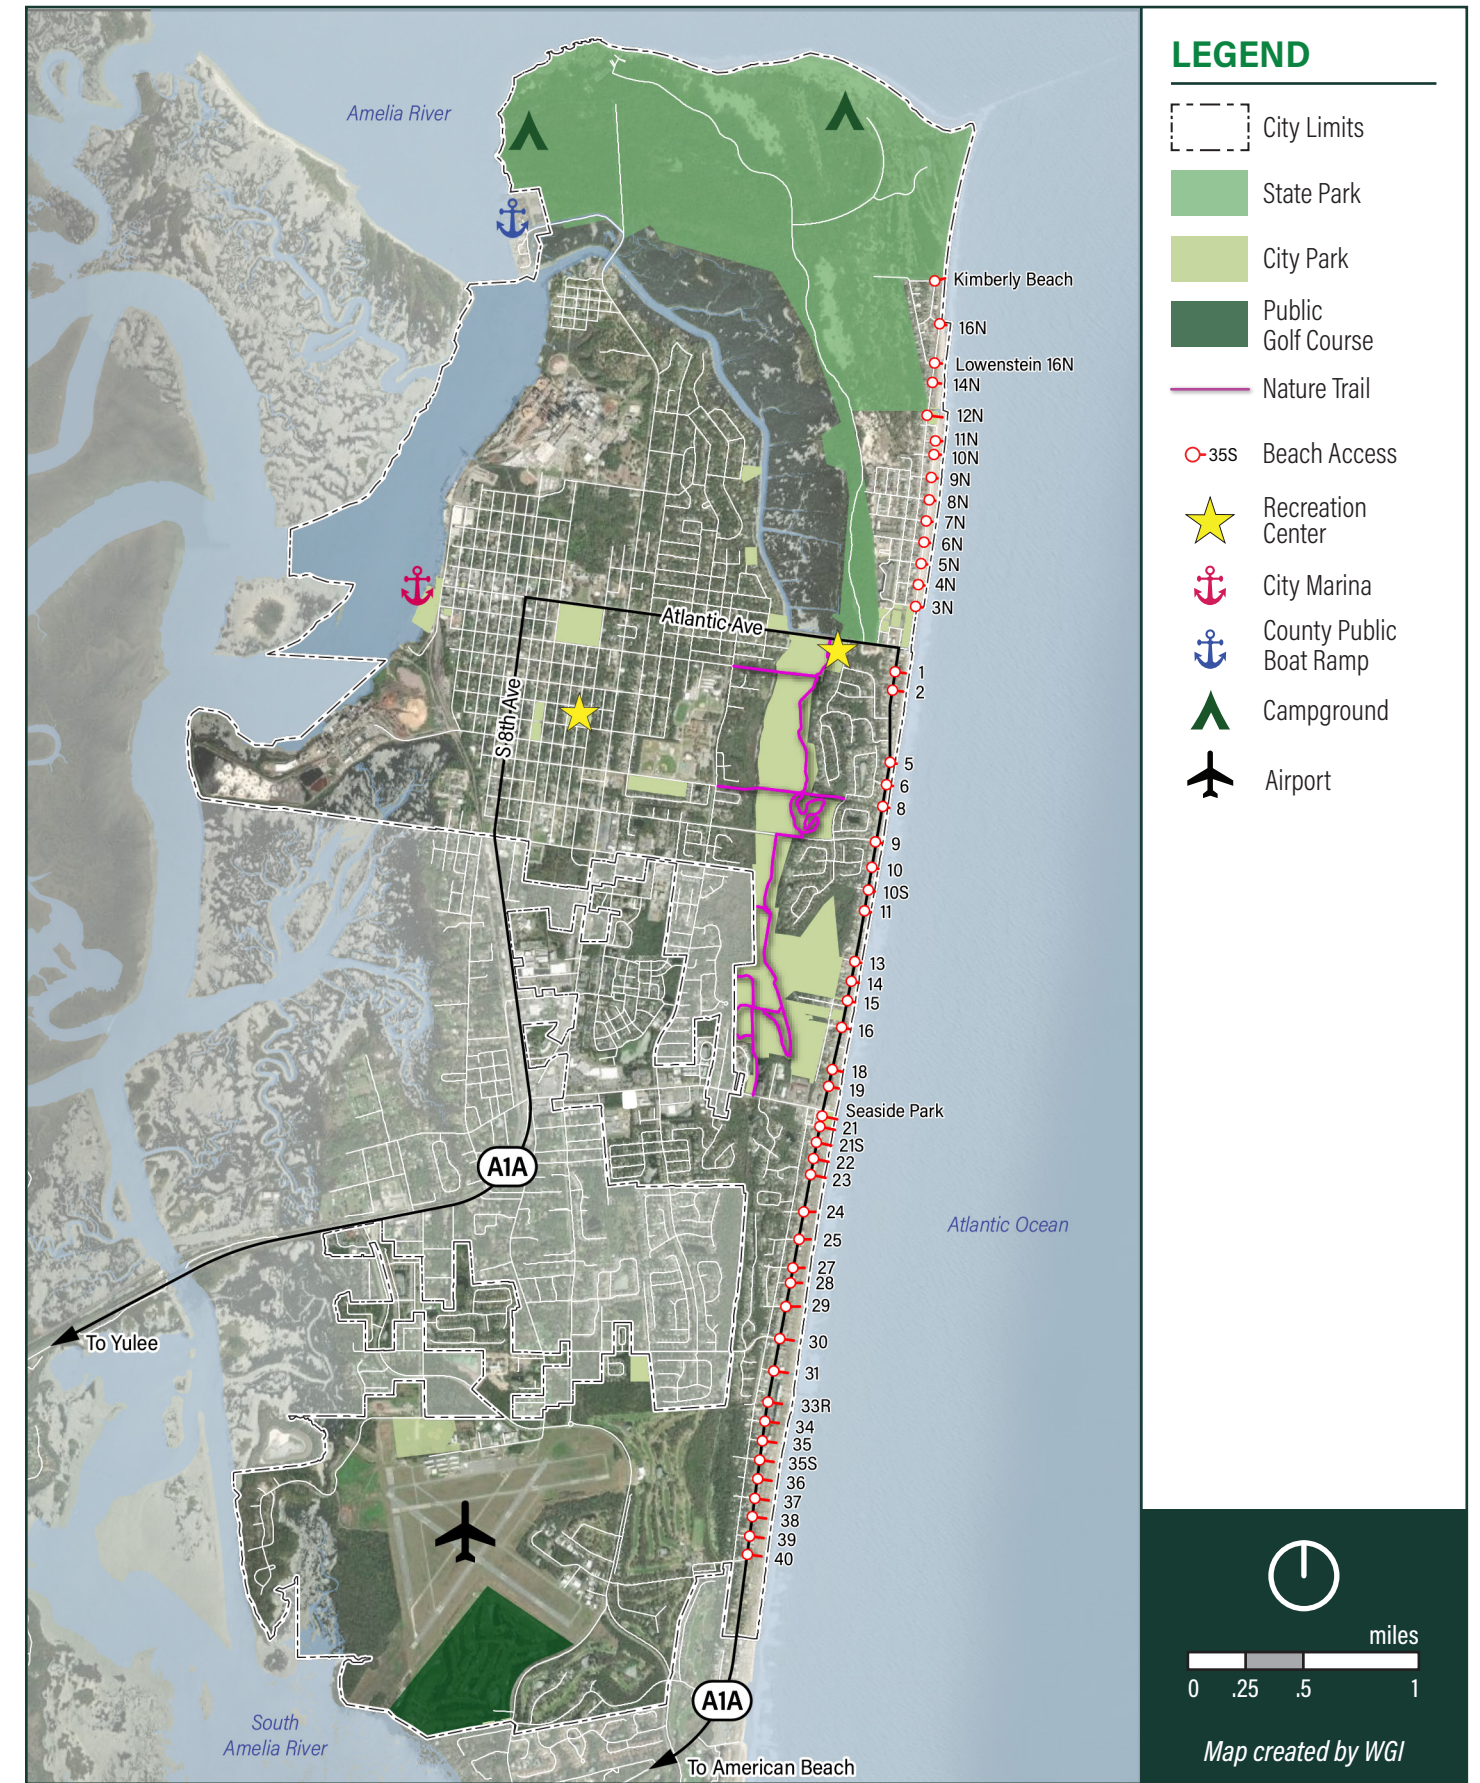 Amelia River
Kimberly Beach
16N
Lowenstein 16N
14N
12N
11N
10N
9N
8N
7N
6N
5N
4N
3N
Atlantic Ave
S 8th Ave
1
2
5
6
8
9
10
10S
11
13
14
15
16
18
19
Seaside Park
21
21S
22
23
A1A
24
Atlantic Ocean
25
27
28
29
30
To Yulee
31
33R
34
35
35S
36
37
38
39
40
A1A
South
Amelia River
To American Beach
LEGEND
City Limits
State Park
City Park
Public
Golf Course
Nature Trail
35S
Beach Access
Recreation
Center
City Marina
County Public
Boat Ramp
Campground
Airport
miles
0 .25 .5 1
Map created by WGI